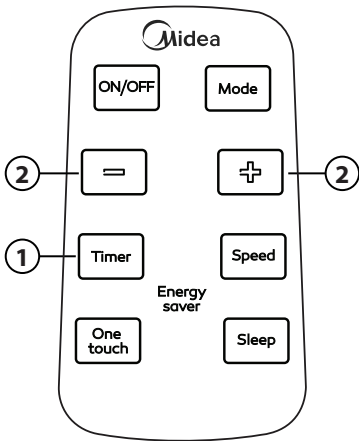 Midea
ON/OFF
Mode
2
2
Timer
1
Speed
Energy
saver
One
touch
Sleep